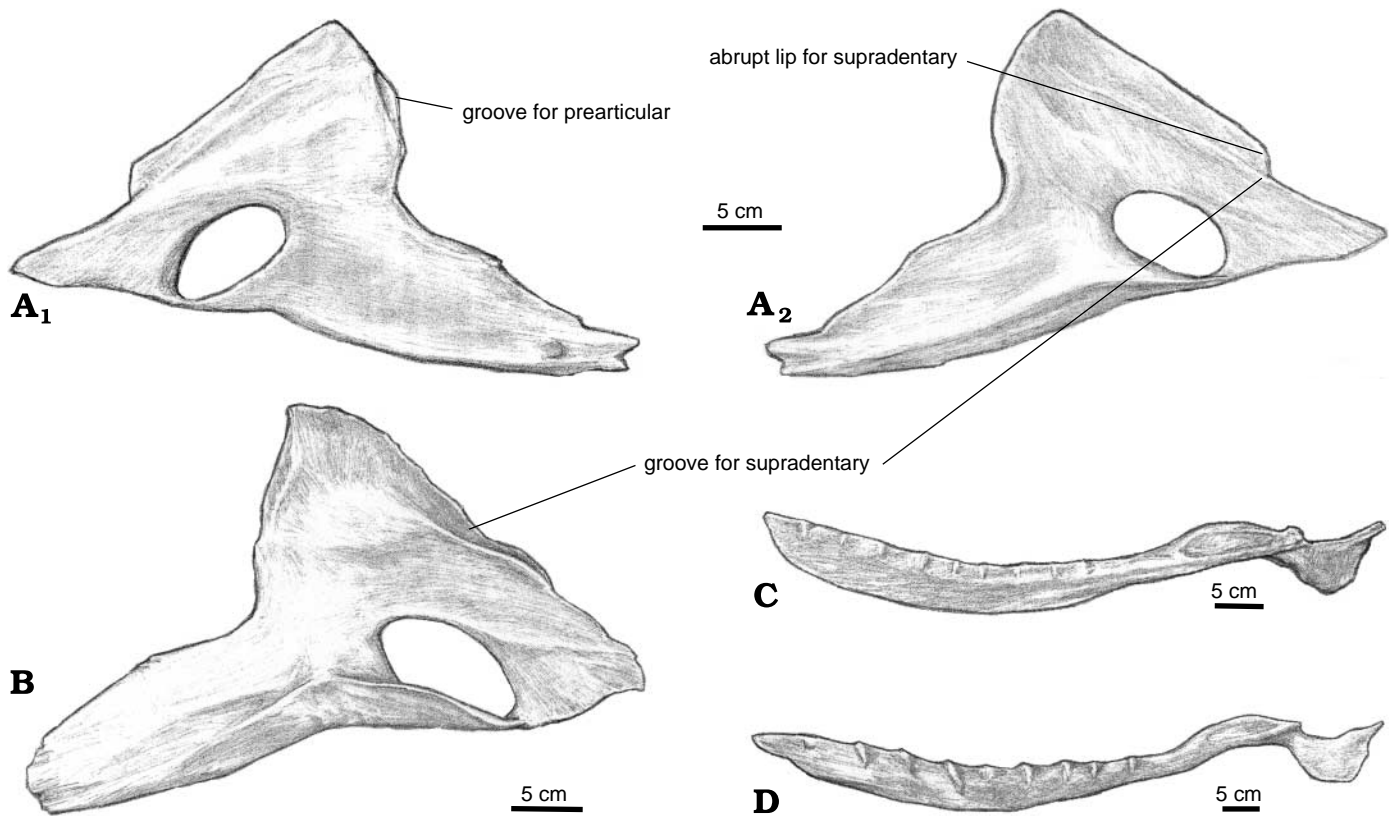 abrupt lip for supradentary
groove for prearticular
5 cm
A1
A2
groove for supradentary
C
5 cm
B
5 cm
D
5 cm